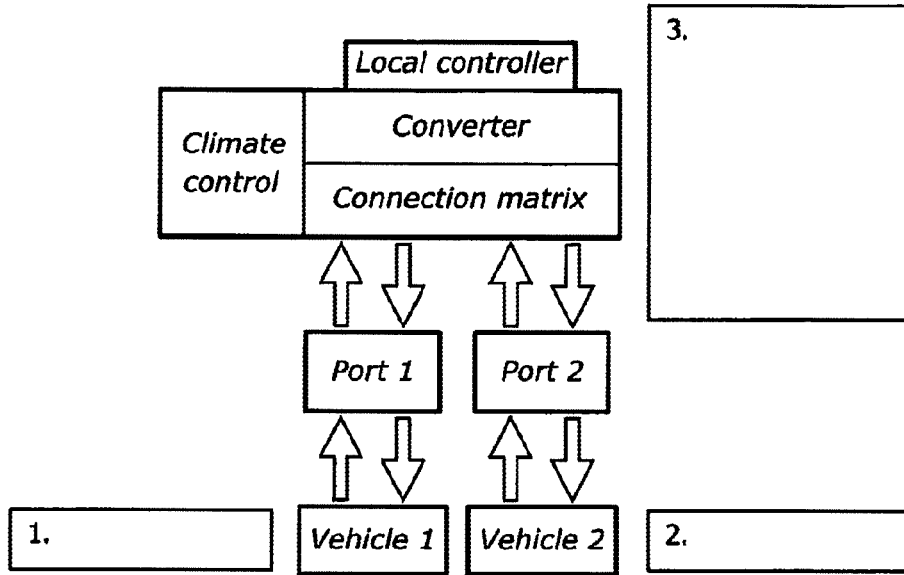 3.
Local controller
Climate
control
Converter
Connection matrix
Port 1
Port 2
1.
Vehicle 1
Vehicle 2
2.